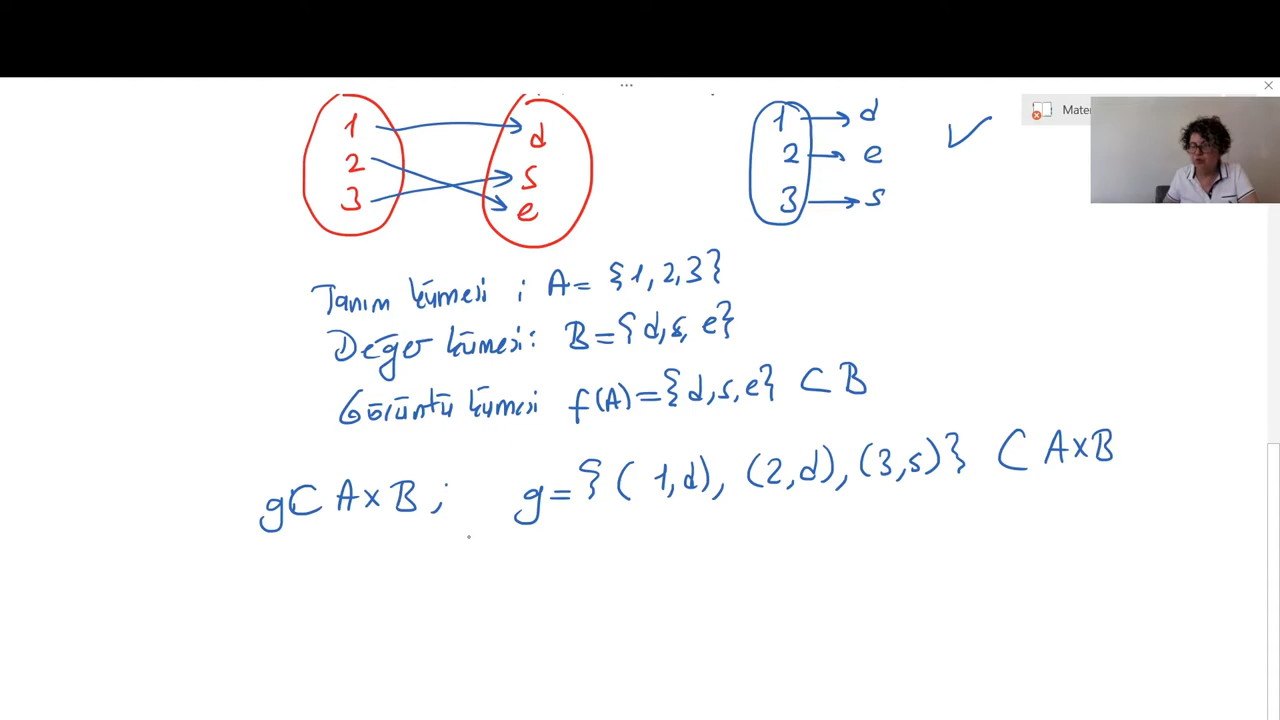 1 d 1 → d ✓ Mate
2 s 2 → e
3 e 3 → s
Tanım kümesi ; A = {1, 2, 3}
Değer kümesi : B = {d, s, e}
Görüntü kümesi f(A) = {d, s, e} ⊂ B
g ⊂ A×B ; g = {(1,d), (2,d), (3,s)} ⊂ A×B